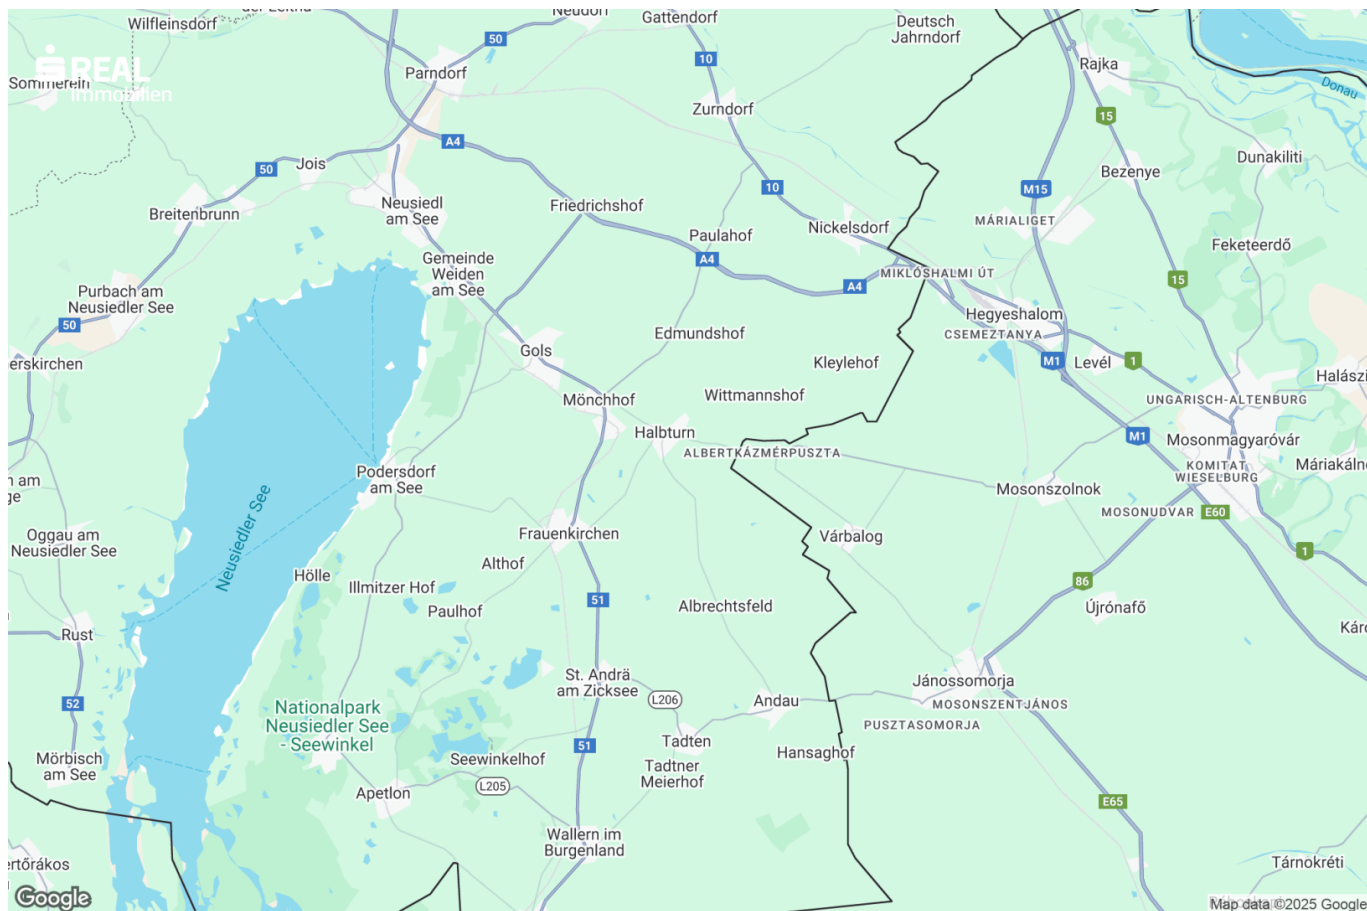 Wilfleinsdorf
Neudorf
Gattendorf
Deutsch
Jahrndorf
50
REAL
Immobilien
Sommerein
Parndorf
10
Rajka
Donau
Zurndorf
15
A4
50
Jois
Dunakiliti
Bezenye
10
M15
Breitenbrunn
Neusiedl
am See
Friedrichshof
MÁRIALIGET
Nickelsdorf
Paulahof
Feketeerdő
Gemeinde
Weiden
am See
A4
MIKLÓSHALMI ÚT
15
A4
Purbach am
Neusiedler See
50
Hegyeshalom
CSEMEZTANYA
Edmundshof
Gols
Kleylehof
M1
Levél
1
erskirchen
Halászi
Wittmannshof
Mönchhof
UNGARISCH-ALTENBURG
Halbturn
M1
Mosonmagyaróvár
ALBERTKÁZMÉRPUSZTA
KOMITAT
WIESELBURG
Máriakáln
Podersdorf
am See
n am
ge
Mosonszolnok
MOSONUDVAR
E60
Neusiedler See
Oggau am
Neusiedler See
Frauenkirchen
Várbalog
1
Althof
Hölle
Illmitzer Hof
86
51
Paulhof
Albrechtsfeld
Újrónafő
Rust
Káro
St. Andrä
am Zicksee
Jánossomorja
52
L206
Andau
MOSONSZENTJÁNOS
Nationalpark
Neusiedler See
- Seewinkel
PUSZTASOMORJA
Tadten
51
Hansaghof
Mörbisch
am See
Seewinkelhof
Tadtner
Meierhof
L205
Apetlon
E65
Wallern im
Burgenland
ertőrákos
Tárnokréti
Google
Map data ©2025 Google